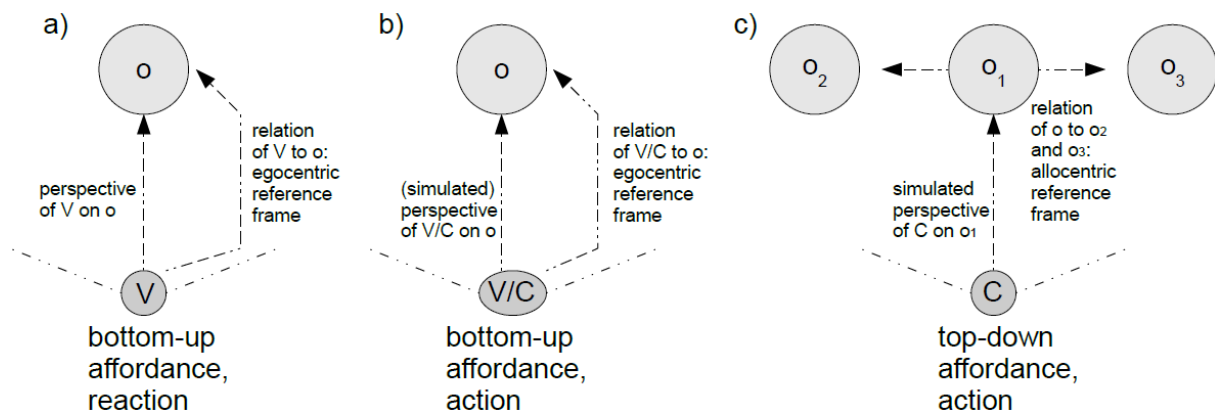 a)
o
perspective
of V on o
relation
of V to o:
egocentric
reference
frame
V
bottom-up
affordance,
reaction
b)
o
(simulated)
perspective
of V/C on o
relation
of V/C to o:
egocentric
reference
frame
V/C
bottom-up
affordance,
action
c)
o₂
o₁
o₃
simulated
perspective
of C on o₁
relation
of o to o₂
and o₃:
allocentric
reference
frame
C
top-down
affordance,
action